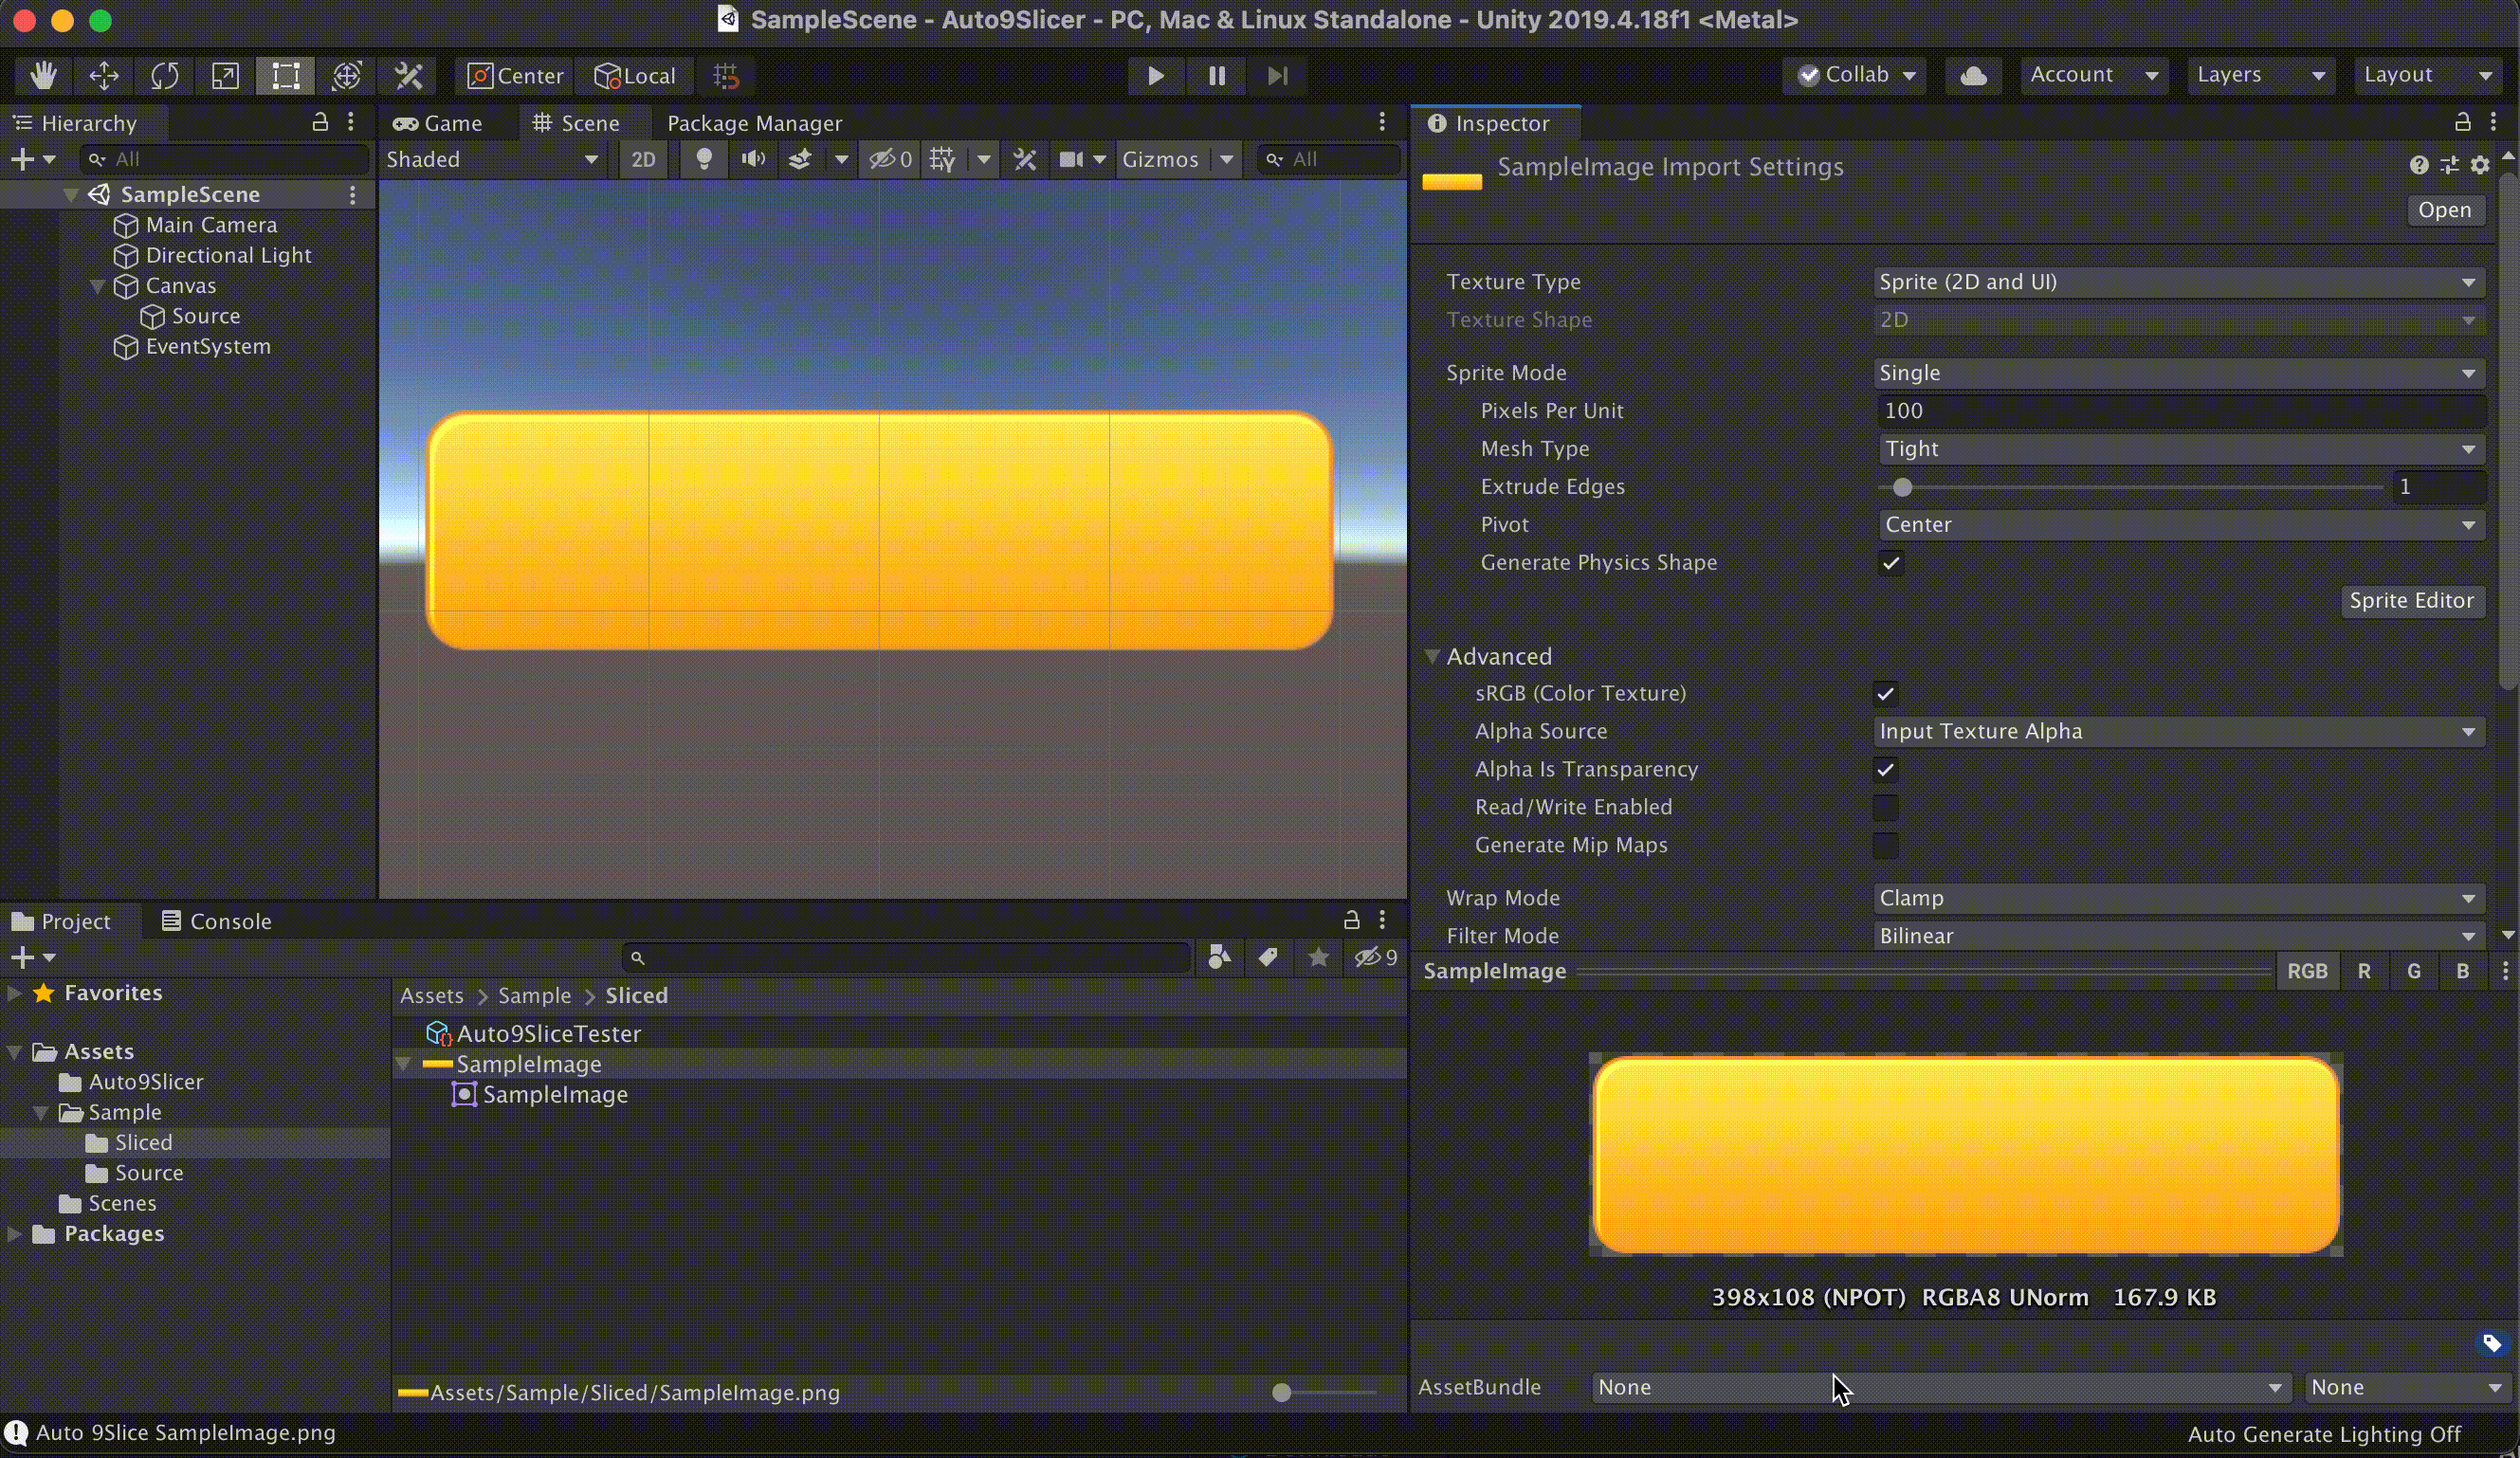 SampleScene - Auto9Slicer - PC, Mac & Linux Standalone - Unity 2019.4.18f1 <Metal>
Center Local Collab Account Layers Layout
Hierarchy
All
SampleScene
Main Camera
Directional Light
Canvas
Source
EventSystem
Game Scene Package Manager
Shaded 2D 0 Gizmos All
Inspector
SampleImage Import Settings
Open
Texture Type Sprite (2D and UI)
Texture Shape 2D
Sprite Mode Single
Pixels Per Unit 100
Mesh Type Tight
Extrude Edges 1
Pivot Center
Generate Physics Shape
Sprite Editor
Advanced
sRGB (Color Texture)
Alpha Source Input Texture Alpha
Alpha Is Transparency
Read/Write Enabled
Generate Mip Maps
Wrap Mode Clamp
Filter Mode Bilinear
SampleImage RGB R G B
398x108 (NPOT) RGBA8 UNorm 167.9 KB
AssetBundle None None
Project Console
9
Favorites
Assets
Auto9Slicer
Sample
Sliced
Source
Scenes
Packages
Assets > Sample > Sliced
Auto9SliceTester
SampleImage
SampleImage
Assets/Sample/Sliced/SampleImage.png
Auto 9Slice SampleImage.png
Auto Generate Lighting Off